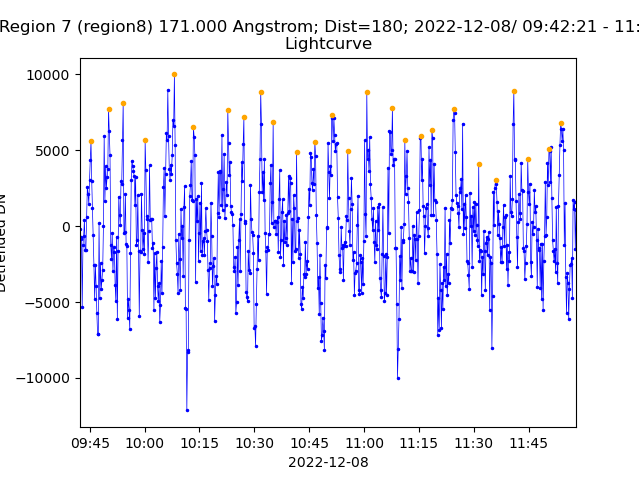 Region 7 (region8) 171.000 Angstrom; Dist=180; 2022-12-08/ 09:42:21 - 11:
Lightcurve
10000
5000
0
−5000
−10000
Detrended DN
09:45 10:00 10:15 10:30 10:45 11:00 11:15 11:30 11:45
2022-12-08